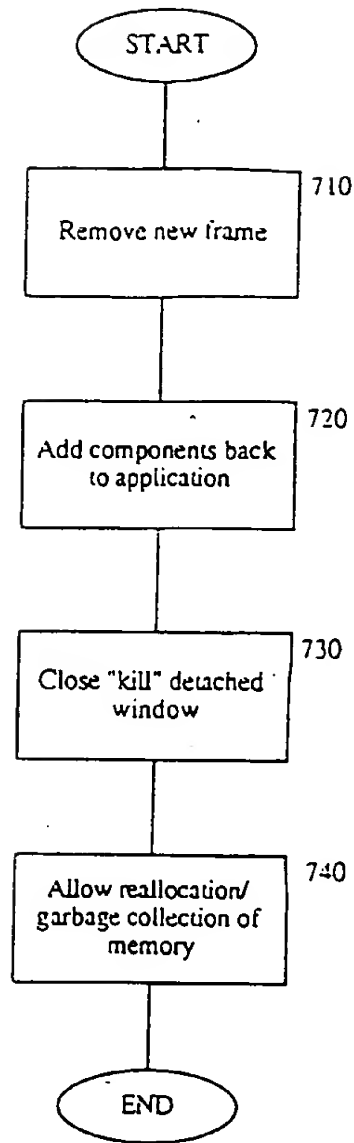 START
710
Remove new frame
720
Add components back
to application
730
Close "kill" detached
window
740
Allow reallocation/
garbage collection of
memory
END